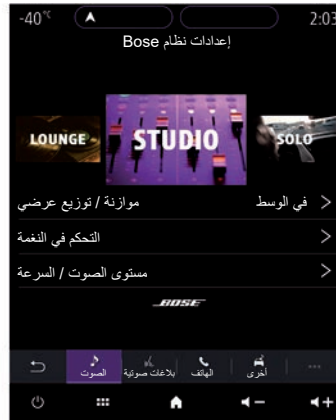 -40°C 2:03
إعدادات نظام Bose
LOUNGE STUDIO SOLO
موازنة / توزيع عرضي في الوسط
التحكم في النغمة
مستوى الصوت / السرعة
BOSE
الصوت بلاغات صوتية الهاتف أخرى